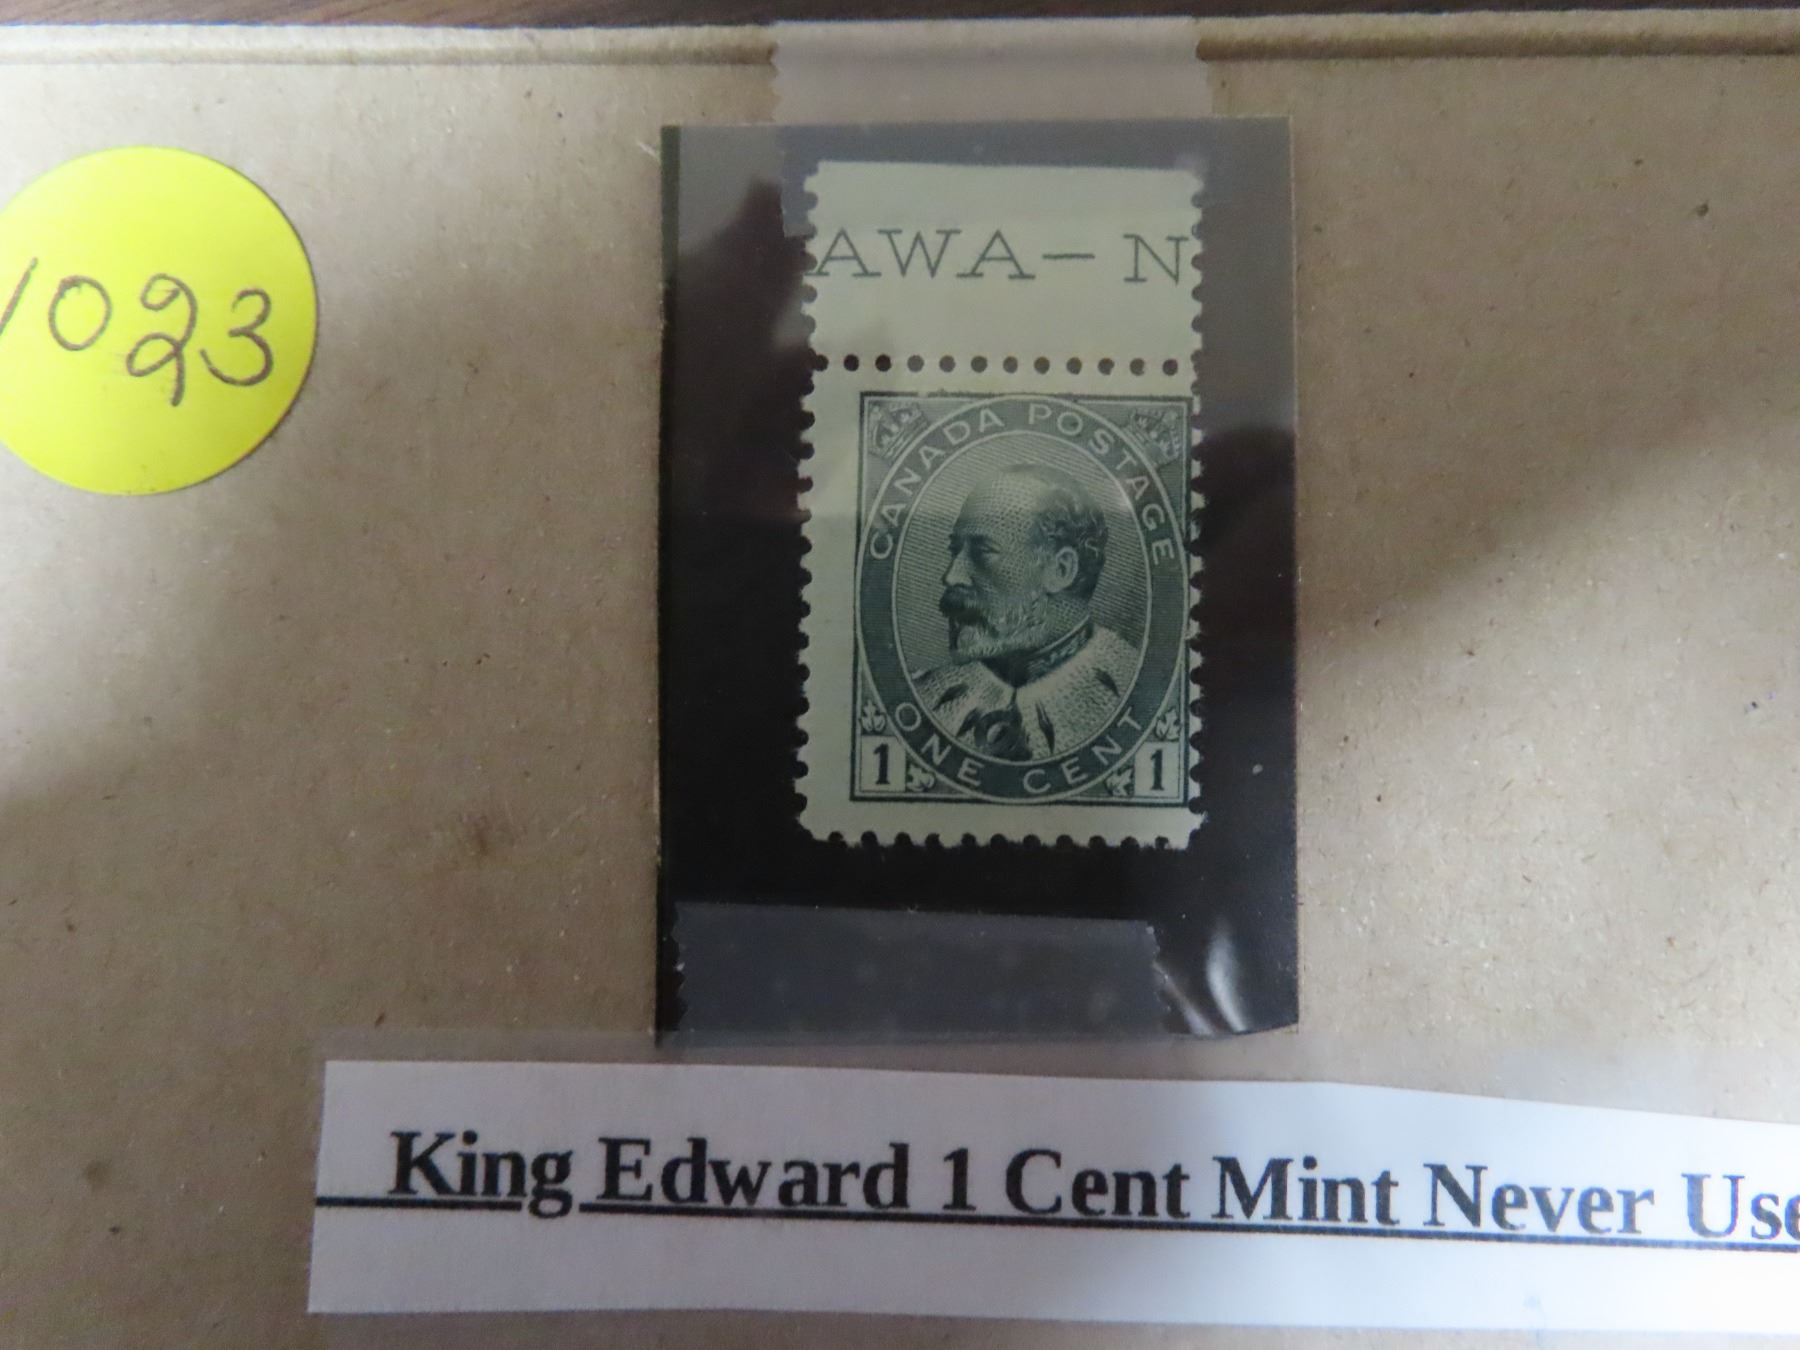 1023
AWA – N
CANADA POSTAGE
ONE CENT
1 1
King Edward 1 Cent Mint Never Use